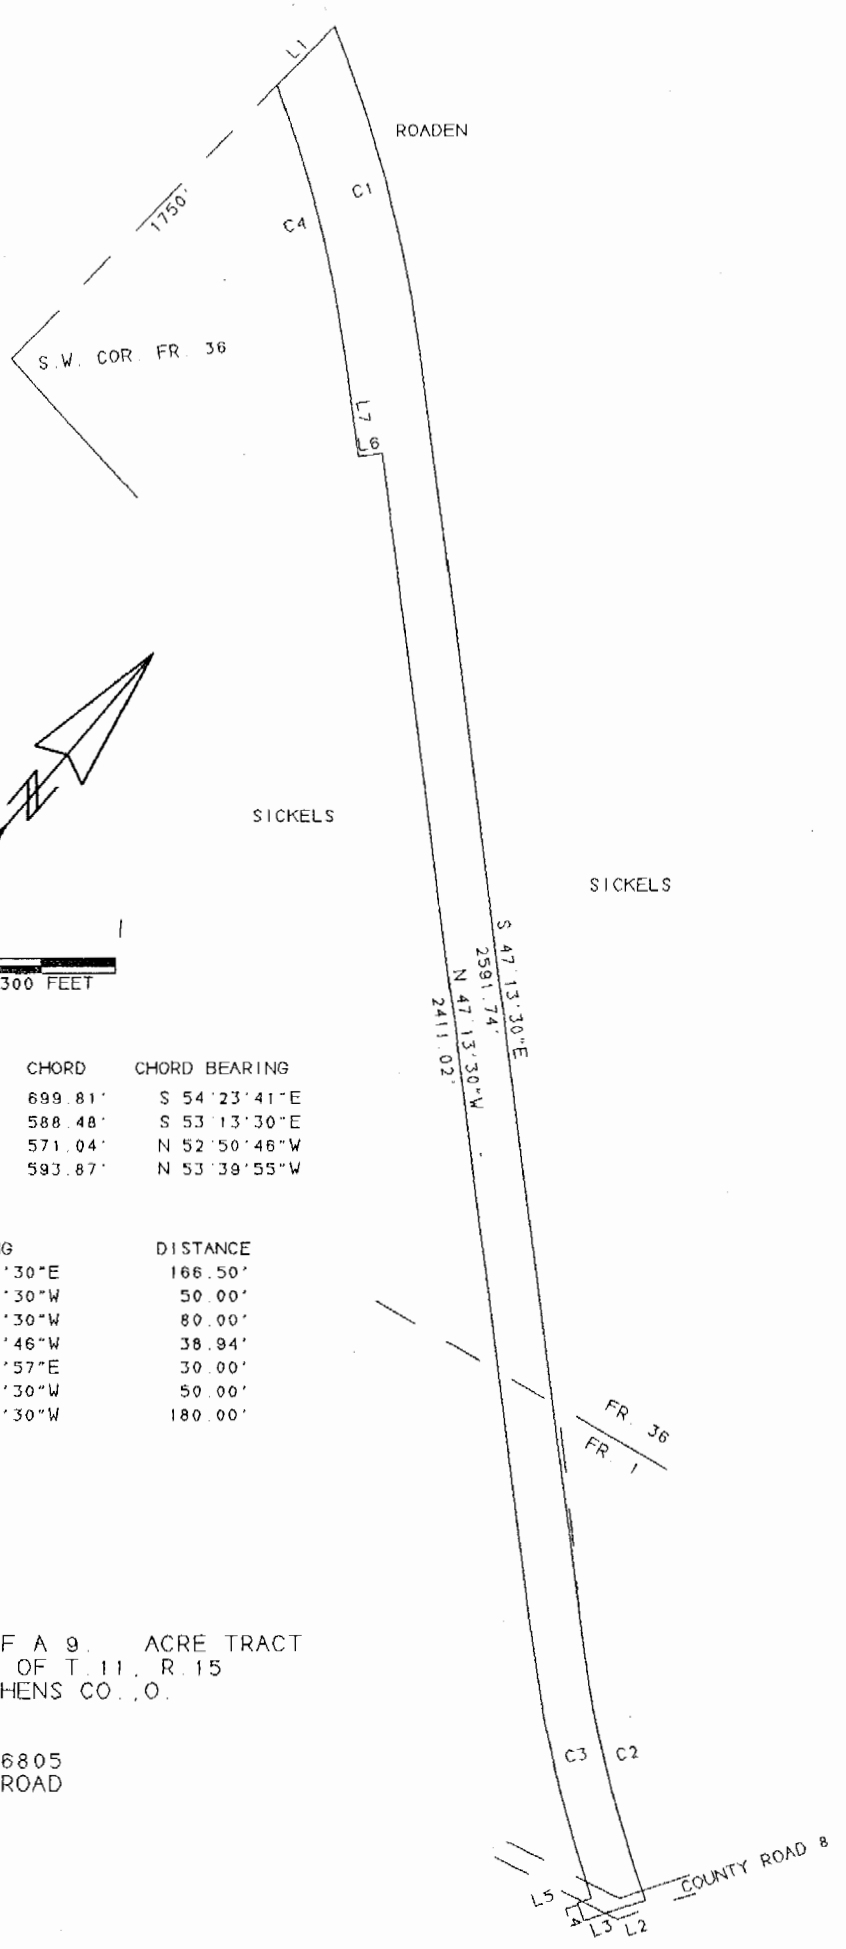 L1
ROADEN
C1
1750'
C4
S.W. COR. FR. 36
L7
L6
SICKELS
SICKELS
S 47°13'30"E
2591.74'
N 47°13'30"W
2411.02'
300 FEET
CHORD CHORD BEARING
699.81' S 54°23'41"E
588.48' S 53°13'30"E
571.04' N 52°50'46"W
593.87' N 53°39'55"W
G DISTANCE
'30"E 166.50'
'30"W 50.00'
'30"W 80.00'
'46"W 38.94'
'57"E 30.00'
'30"W 50.00'
'30"W 180.00'
FR. 36
FR. 1
F A 9. ACRE TRACT
OF T.11, R.15
HENS CO.,O.
6805
ROAD
C3 C2
COUNTY ROAD 8
L5
L3 L2